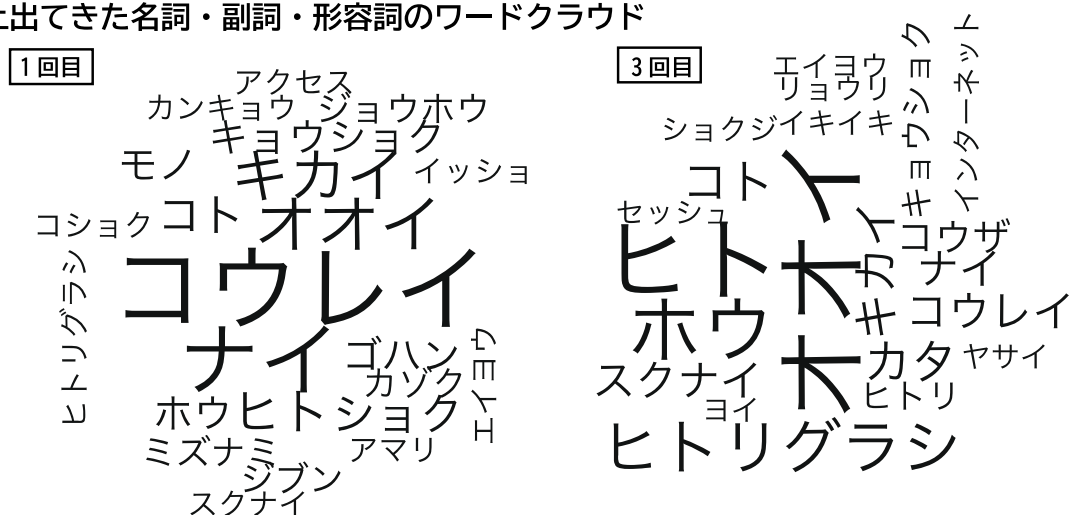 上出てきた名詞・副詞・形容詞のワードクラウド
1回目
アクセス
カンキョウ
ジョウホウ
キョウショク
モノ
キカイ
イッショ
コショク
コト
オオイ
コウレイ
ヒトリグラシ
ナイ
ゴハン
カゾク
エイヨウ
ホウ
ヒト
ショク
ミズナミ
アマリ
ジブン
スクナイ
3回目
エイヨウ
リョウリ
キョウショク
インターネット
ショクジ
イキイキ
コト
オオイ
セッシュ
ヒト
キカイ
コウザ
ナイ
ホウ
コウレイ
スクナイ
カタ
ヤサイ
ヨイ
ヒトリ
ヒトリグラシ